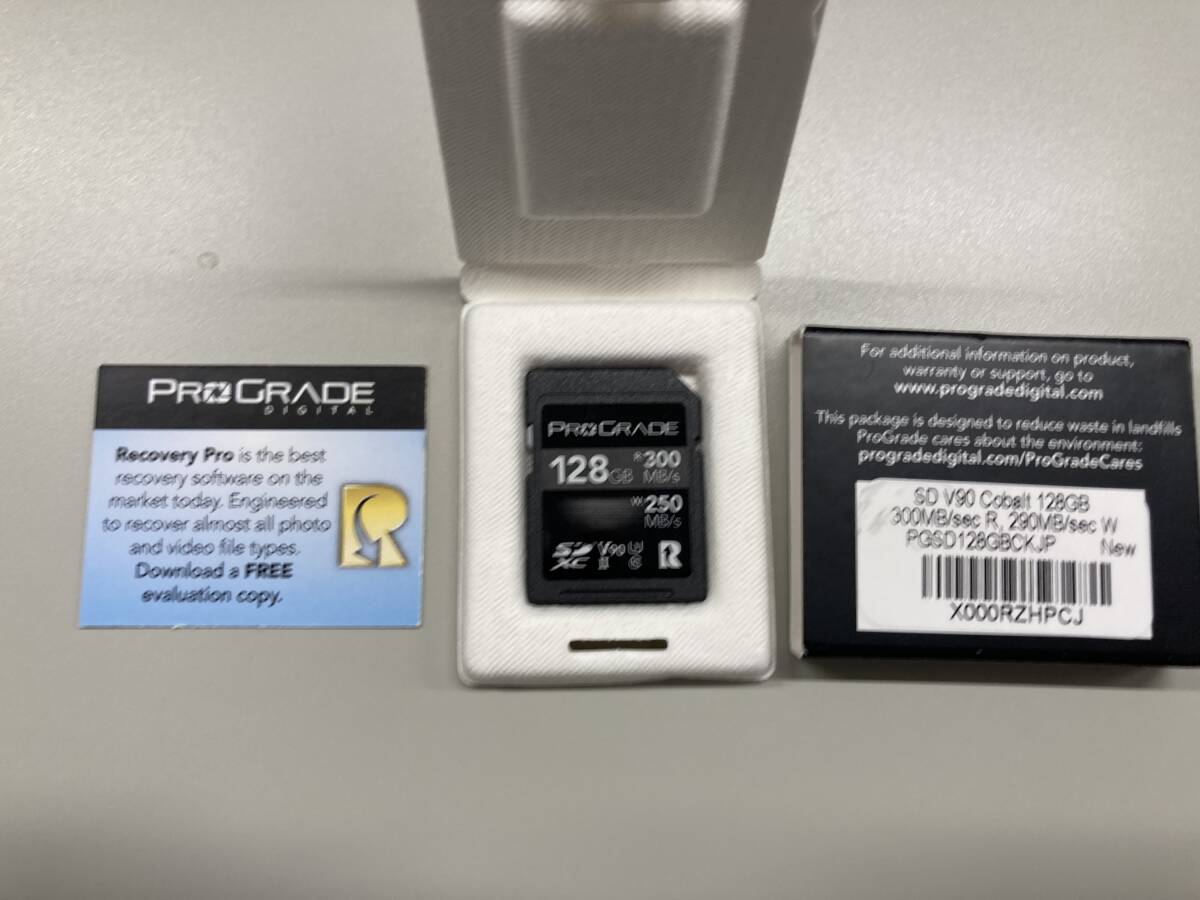 PROGRADE
DIGITAL
Recovery Pro is the best
recovery software on the
market today. Engineered
to recover almost all photo
and video file types.
Download a FREE
evaluation copy.
R
PROGRADE
128GB
R300
MB/s
W250
MB/s
SD XC
V90
II
R
For additional information on product,
warranty or support, go to
www.progradedigital.com
This package is designed to reduce waste in landfills
ProGrade cares about the environment:
progradedigital.com/ProGradeCares
SD V90 Cobalt 128GB
300MB/sec R, 290MB/sec W
PGSD128GBCKJP New
X000RZHPCJ